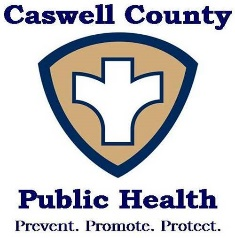 Caswell County
Public Health
Prevent. Promote. Protect.